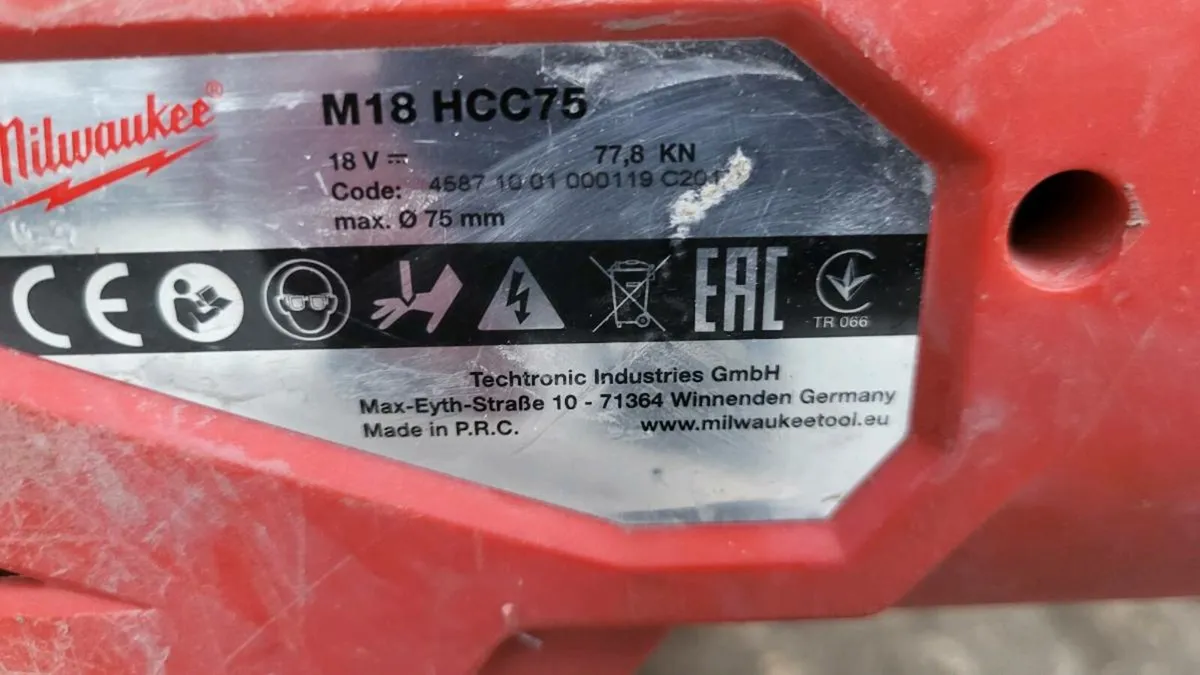 Milwaukee®
M18 HCC75
18 V 77,8 KN
Code: 4587 10 01 000119
max. Ø 75 mm
CE
EAC
TR 066
Techtronic Industries GmbH
Max-Eyth-Straße 10 - 71364 Winnenden Germany
Made in P.R.C. www.milwaukeetool.eu